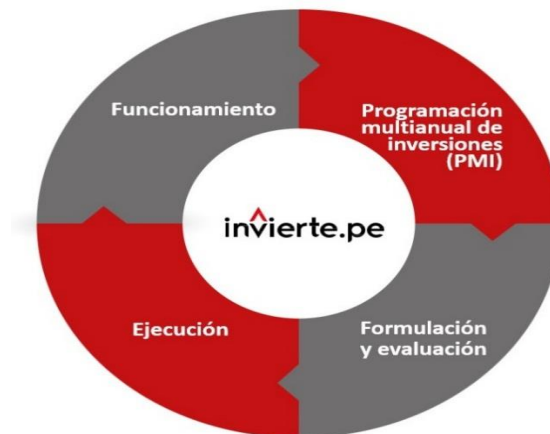 Funcionamiento
Programación
multianual de
inversiones
(PMI)
invierte.pe
Ejecución
Formulación
y evaluación